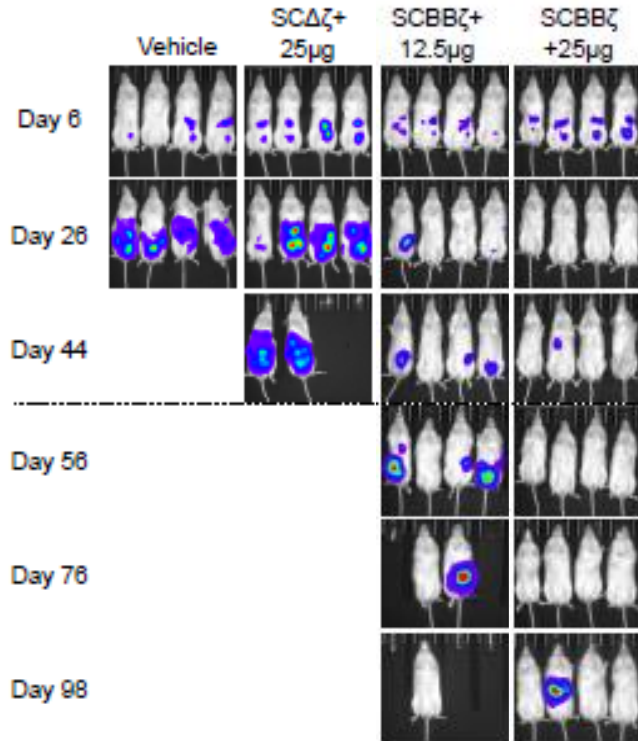 Vehicle
SCΔζ+
25μg
SCBBζ+
12.5μg
SCBBζ
+25μg
Day 6
Day 26
Day 44
Day 56
Day 76
Day 98